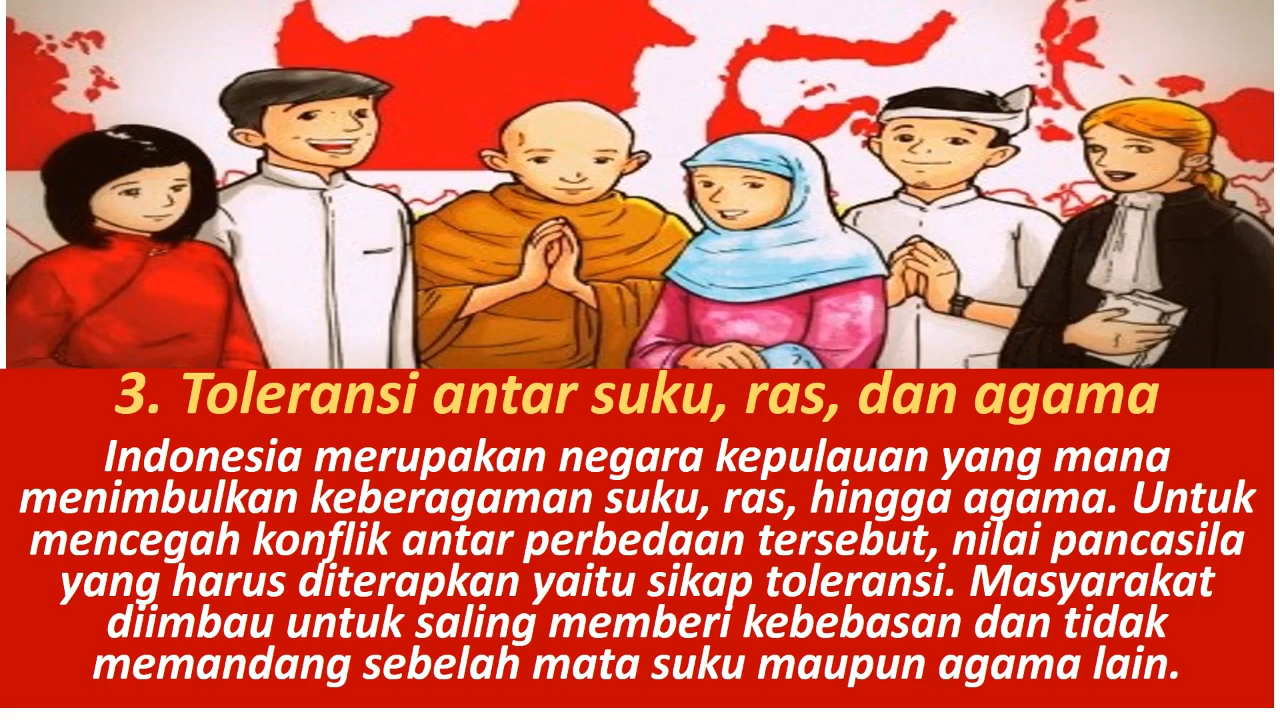 3. Toleransi antar suku, ras, dan agama
Indonesia merupakan negara kepulauan yang mana
menimbulkan keberagaman suku, ras, hingga agama. Untuk
mencegah konflik antar perbedaan tersebut, nilai pancasila
yang harus diterapkan yaitu sikap toleransi. Masyarakat
diimbau untuk saling memberi kebebasan dan tidak
memandang sebelah mata suku maupun agama lain.